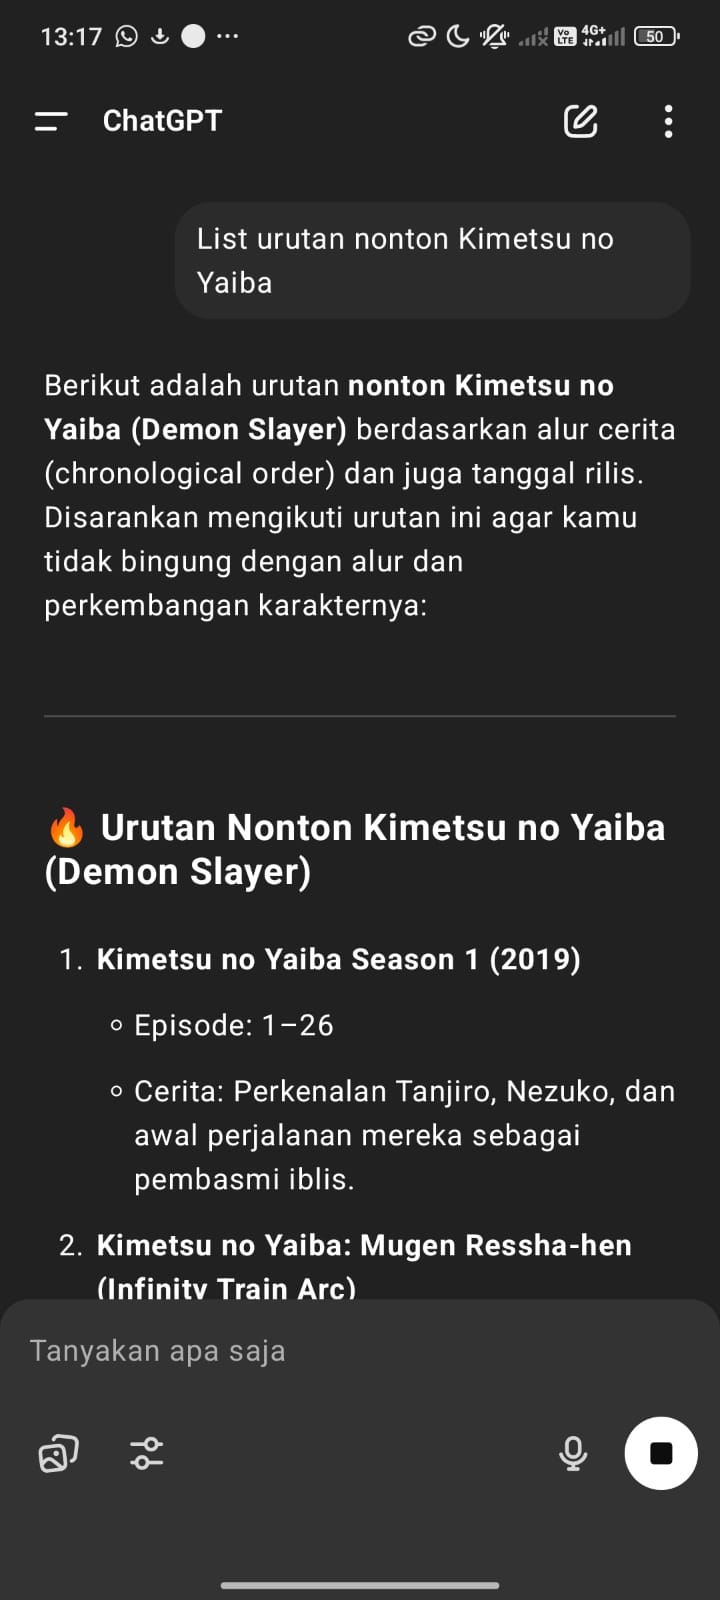 13:17
Vo LTE
4G+
50
ChatGPT
List urutan nonton Kimetsu no
Yaiba
Berikut adalah urutan nonton Kimetsu no
Yaiba (Demon Slayer) berdasarkan alur cerita
(chronological order) dan juga tanggal rilis.
Disarankan mengikuti urutan ini agar kamu
tidak bingung dengan alur dan
perkembangan karakternya:
🔥 Urutan Nonton Kimetsu no Yaiba
(Demon Slayer)
1. Kimetsu no Yaiba Season 1 (2019)
Episode: 1–26
Cerita: Perkenalan Tanjiro, Nezuko, dan
awal perjalanan mereka sebagai
pembasmi iblis.
2. Kimetsu no Yaiba: Mugen Ressha-hen
(Infinity Train Arc)
Tanyakan apa saja